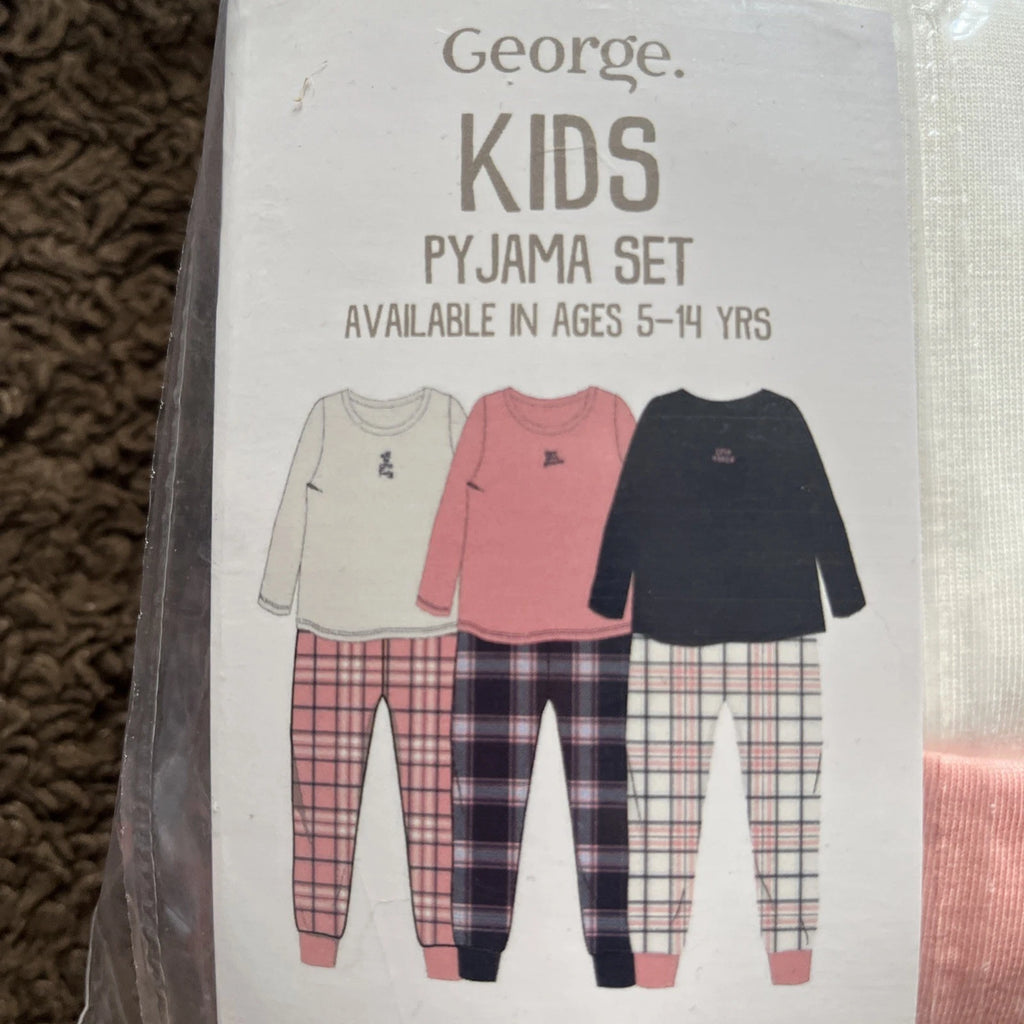 George.
KIDS
PYJAMA SET
AVAILABLE IN AGES 5-14 YRS